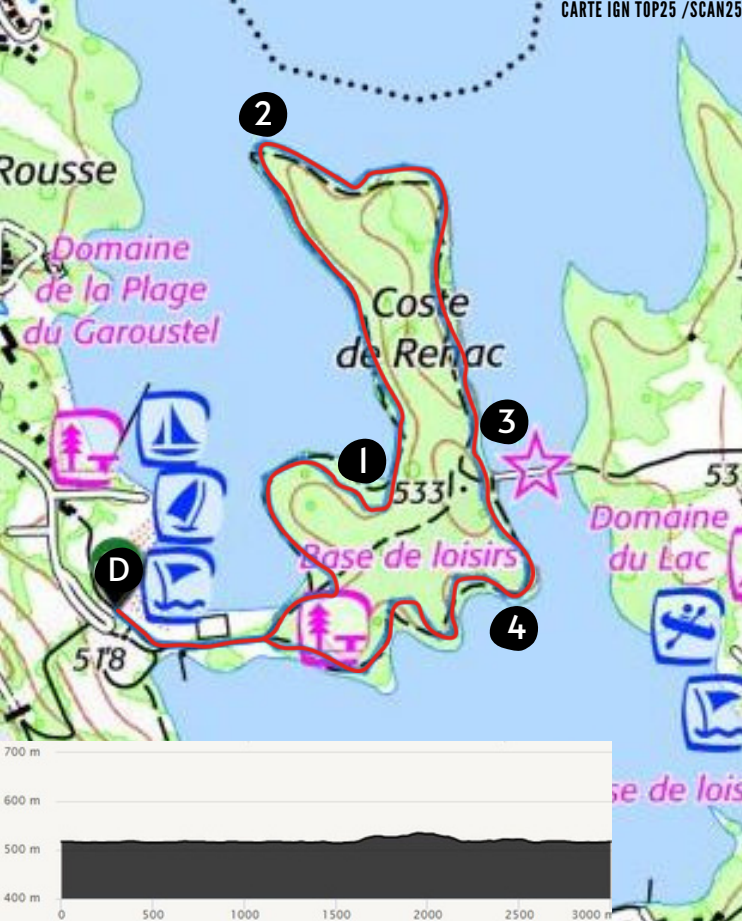 CARTE IGN TOP25 /SCAN25
2
Rousse
Domaine
de la Plage
du Garoustel
Coste
de Rehac
3
1
533
53
Domaine
du Lac
Base de loisirs
D
4
518
se de lois
700 m
600 m
500 m
400 m
0 500 1000 1500 2000 2500 3000 m